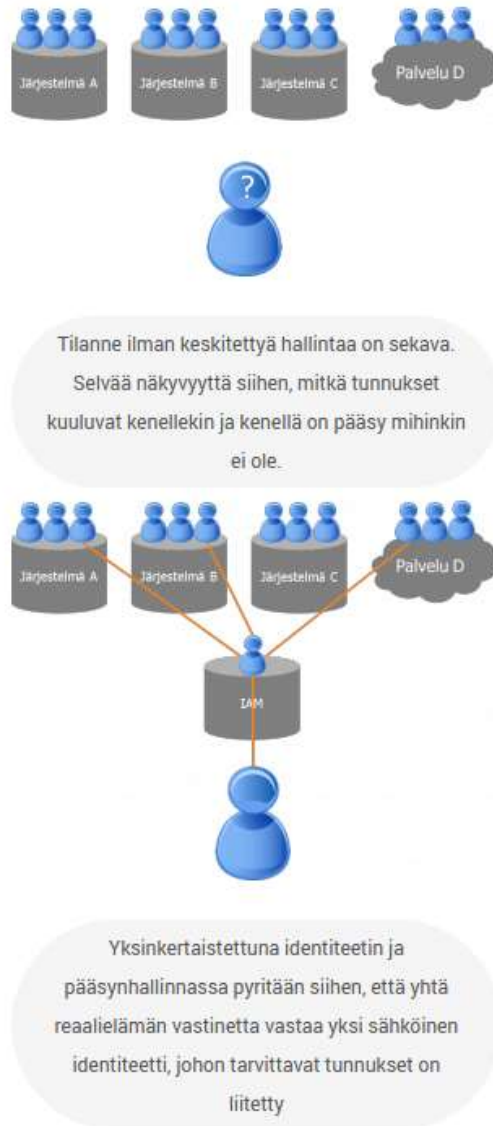 Järjestelmä A
Järjestelmä B
Järjestelmä C
Palvelu D
?
Tilanne ilman keskitettyä hallintaa on sekava.
Selvää näkyvyyttä siihen, mitkä tunnukset
kuuluvat kenellekin ja kenellä on pääsy mihinkin
ei ole.
Järjestelmä A
Järjestelmä B
Järjestelmä C
Palvelu D
IAM
Yksinkertaistettuna identiteetin ja
pääsynhallinnassa pyritään siihen, että yhtä
reaalielämän vastinetta vastaa yksi sähköinen
identiteetti, johon tarvittavat tunnukset on
liitetty